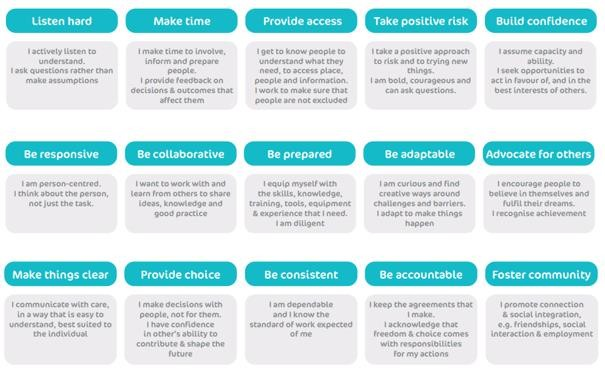 Listen hard
I actively listen to
understand.
I ask questions rather than
make assumptions
Make time
I make time to involve,
inform and prepare
people.
I provide feedback on
decisions & outcomes that
affect them
Provide access
I get to know people to
understand what they
need, to access place,
people and information.
I work to make sure that
people are not excluded
Take positive risk
I take a positive approach
to risk and to trying new
things.
I am bold, courageous and
can ask questions.
Build confidence
I assume capacity and
ability.
I seek opportunities to
act in favour of, and in the
best interests of others.
Be responsive
I am person-centred.
I think about the person,
not just the task.
Be collaborative
I want to work with and
learn from others to share
ideas, knowledge and
good practice
Be prepared
I equip myself with
the skills, knowledge,
training, tools, equipment
& experience that I need.
I am diligent
Be adaptable
I am curious and find
creative ways around
challenges and barriers.
I adapt to make things
happen
Advocate for others
I encourage people to
believe in themselves and
fulfil their dreams.
I recognise achievement
Make things clear
I communicate with care,
in a way that is easy to
understand, best suited to
the individual
Provide choice
I make decisions with
people, not for them.
I have confidence
in other's ability to
contribute & shape the
future
Be consistent
I am dependable
and I know the
standard of work expected
of me
Be accountable
I keep the agreements that
I make.
I acknowledge that
freedom & choice comes
with responsibilities
for my actions
Foster community
I promote connection
& social integration,
e.g. friendships, social
interaction & employment